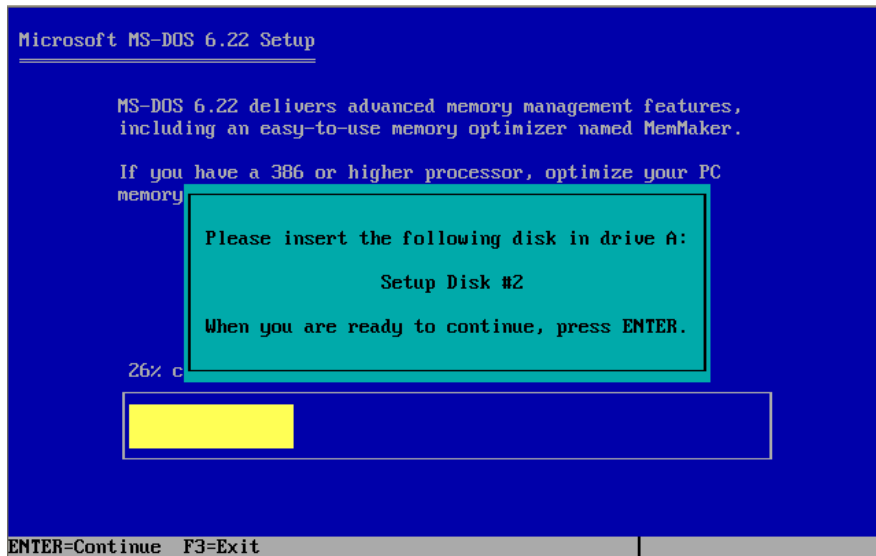 Microsoft MS-DOS 6.22 Setup
MS-DOS 6.22 delivers advanced memory management features,
including an easy-to-use memory optimizer named MemMaker.
If you have a 386 or higher processor, optimize your PC
memory
Please insert the following disk in drive A:
Setup Disk #2
When you are ready to continue, press ENTER.
26% c
ENTER=Continue F3=Exit